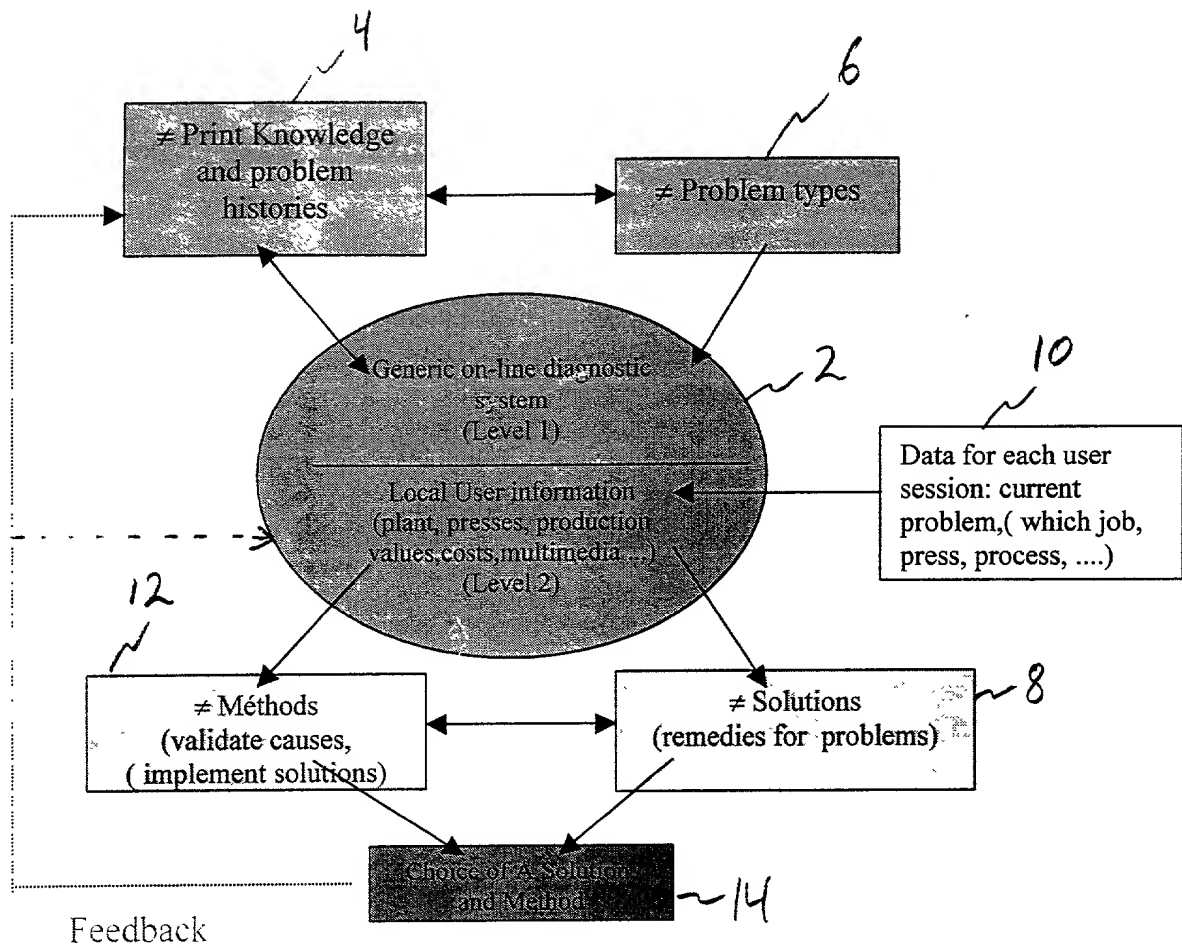 4
6
≠ Print Knowledge
and problem
histories
≠ Problem types
Generic on-line diagnostic
system
(Level 1)
2
10
Local User information
(plant, presses, production
values,costs,multimedia...)
(Level 2)
Data for each user
session: current
problem,( which job,
press, process, ....)
12
≠ Méthods
(validate causes,
( implement solutions)
≠ Solutions
(remedies for problems)
8
Choice of A Solution
and Method
14
Feedback